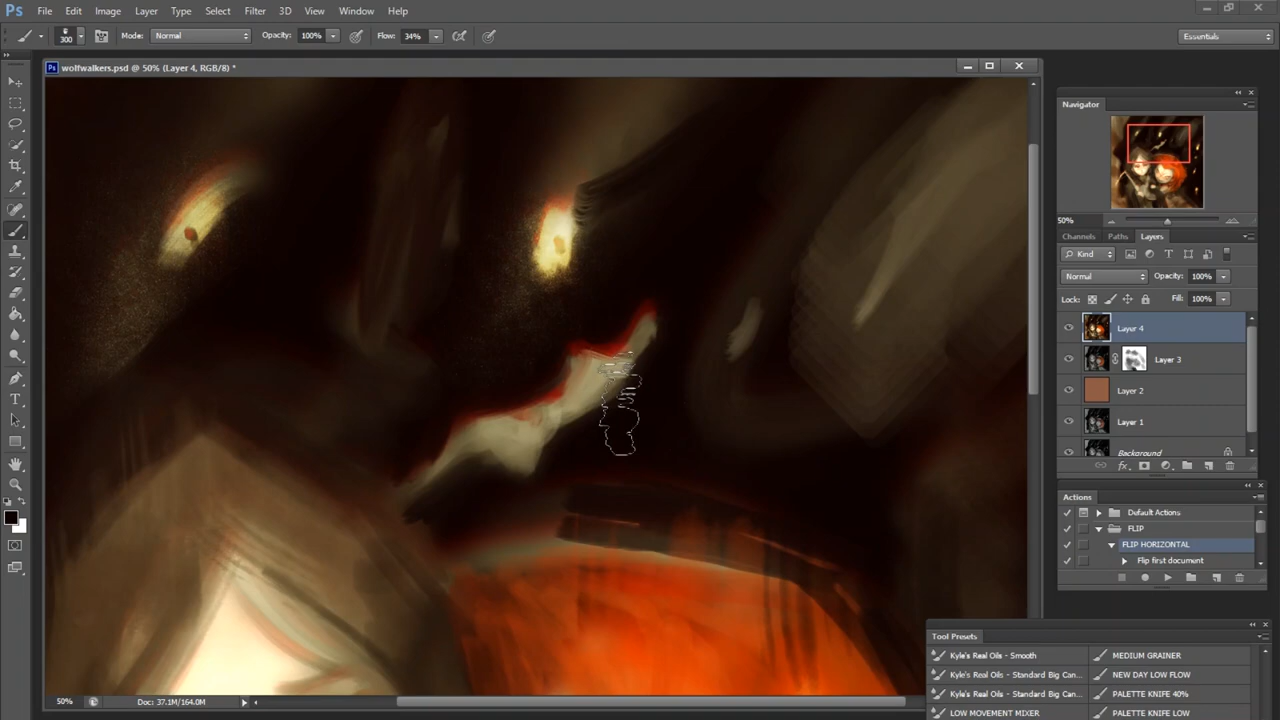 Ps File Edit Image Layer Type Select Filter 3D View Window Help
300 Mode: Normal Opacity: 100% Flow: 34% Essentials
wolfwalkers.psd @ 50% (Layer 4, RGB/8) *
Navigator
50%
Channels Paths Layers
Kind
Normal Opacity: 100%
Lock: Fill: 100%
Layer 4
Layer 3
Layer 2
Layer 1
Background
Actions
Default Actions
FLIP
FLIP HORIZONTAL
Flip first document
Tool Presets
Kyle's Real Oils - Smooth MEDIUM GRAINER
Kyle's Real Oils - Standard Big Can... NEW DAY LOW FLOW
Kyle's Real Oils - Standard Big Can... PALETTE KNIFE 40%
LOW MOVEMENT MIXER PALETTE KNIFE LOW
50% Doc: 37.1M/164.0M